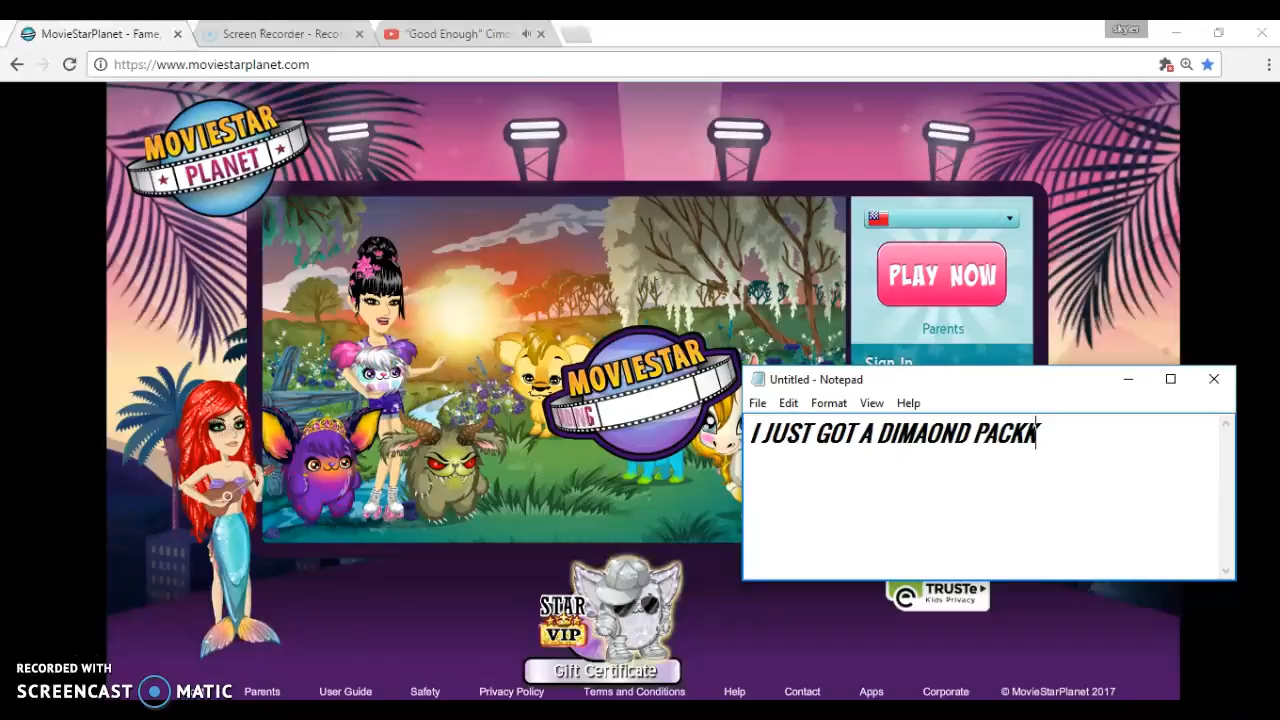 MovieStarPlanet - Fame,
Screen Recorder - Reco
"Good Enough" Cimo
skyler
https://www.moviestarplanet.com
MOVIESTAR
PLANET
PLAY NOW
Parents
Sign In
MOVIESTAR
Untitled - Notepad
File Edit Format View Help
I JUST GOT A DIMAOND PACKK
TRUSTe
Kids Privacy
STAR
VIP
Gift Certificate
RECORDED WITH
SCREENCAST MATIC
Parents User Guide Safety Privacy Policy Terms and Conditions Help Contact Apps Corporate © MovieStarPlanet 2017